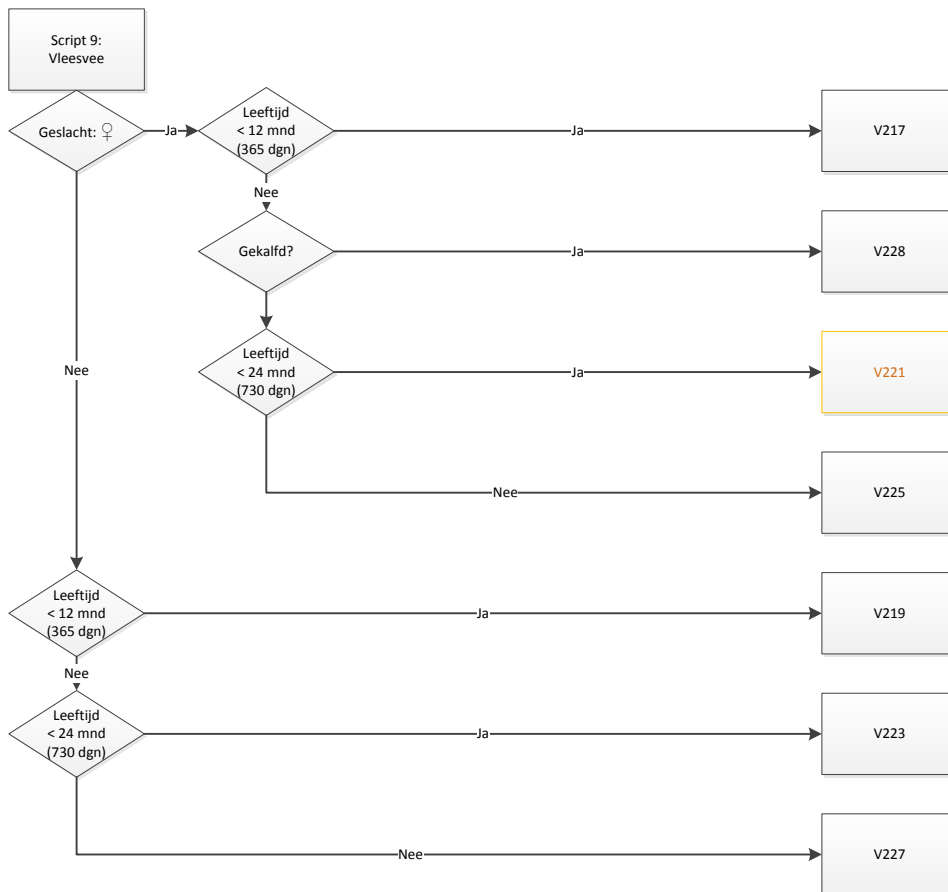 Script 9:
Vleesvee
Geslacht: ♀
Ja
Leeftijd
< 12 mnd
(365 dgn)
Ja
V217
Nee
Gekalfd?
Ja
V228
Nee
Leeftijd
< 24 mnd
(730 dgn)
Ja
V221
Nee
V225
Leeftijd
< 12 mnd
(365 dgn)
Ja
V219
Nee
Leeftijd
< 24 mnd
(730 dgn)
Ja
V223
Nee
V227